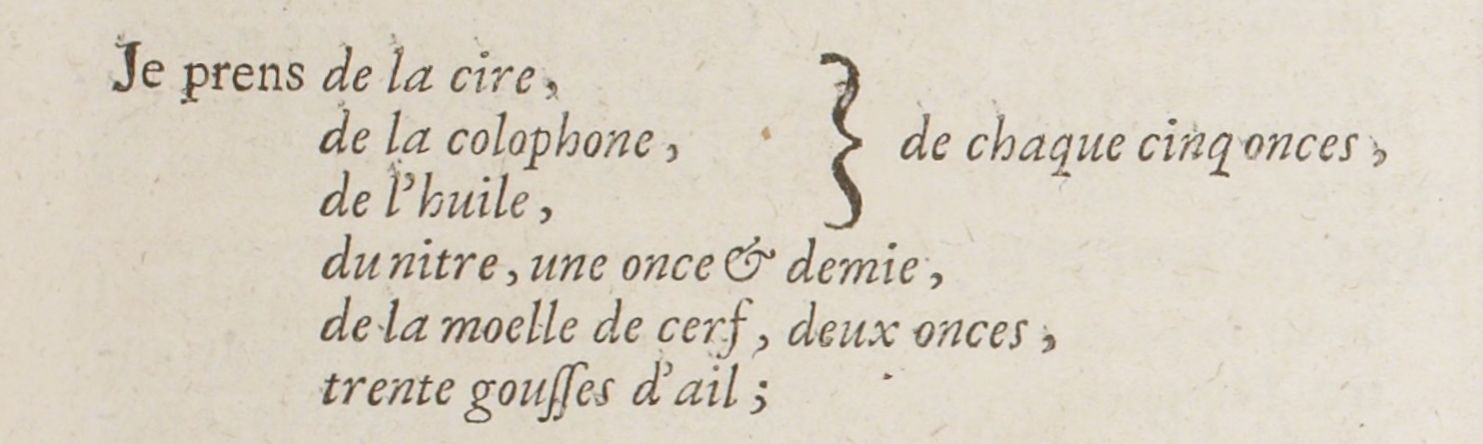 Je prens de la cire,
de la colophone, } de chaque cinq onces,
de l'huile,
du nitre, une once & demie,
de la moelle de cerf, deux onces,
trente gouſſes d'ail;